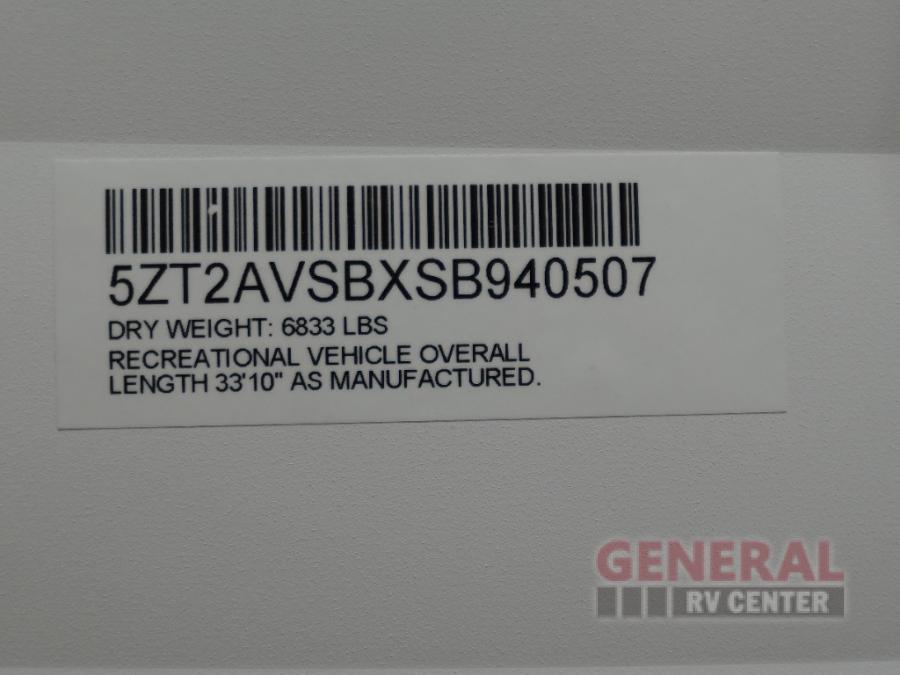 5ZT2AVSBXSB940507
DRY WEIGHT: 6833 LBS
RECREATIONAL VEHICLE OVERALL
LENGTH 33'10" AS MANUFACTURED.
GENERAL
RV CENTER